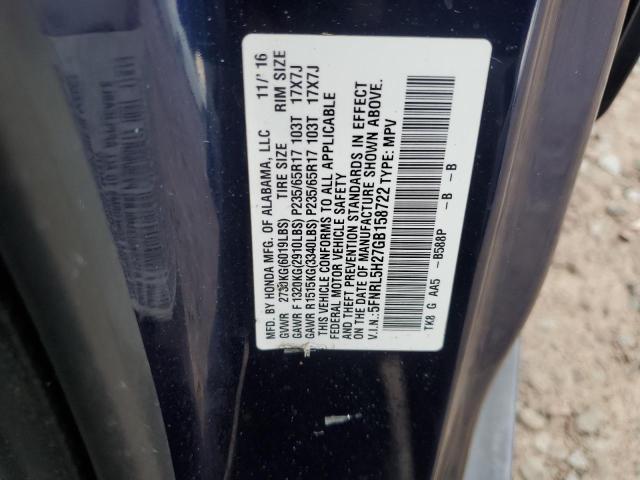 MFD. BY HONDA MFG. OF ALABAMA, LLC 11/'16
TIRE SIZE RIM SIZE
GVWR 2730KG(6019LBS)
GAWR F 1320KG(2910LBS) P235/65R17 103T 17X7J
GAWR R1515KG(3340LBS) P235/65R17 103T 17X7J
THIS VEHICLE CONFORMS TO ALL APPLICABLE
FEDERAL MOTOR VEHICLE SAFETY
AND THEFT PREVENTION STANDARDS IN EFFECT
ON THE DATE OF MANUFACTURE SHOWN ABOVE.
V.I.N.:5FNRL5H27GB158722 TYPE: MPV
TK8 G AA5 -B588P -B -B